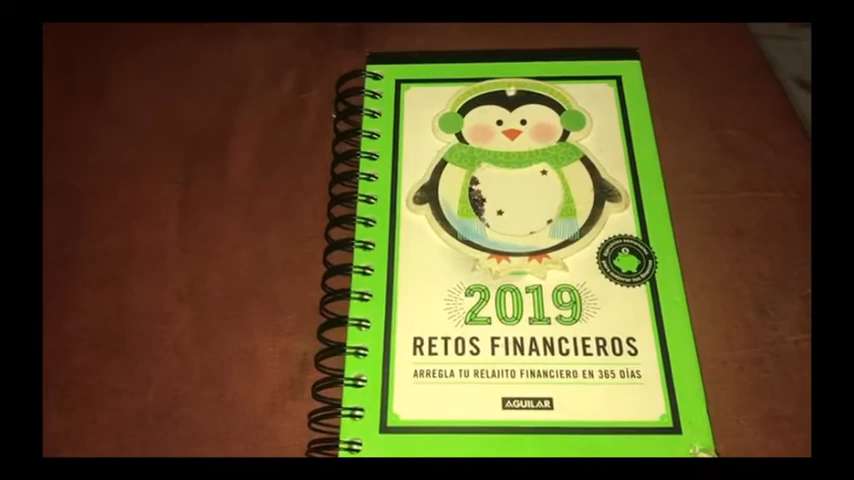 2019
RETOS FINANCIEROS
ARREGLA TU RELAJITO FINANCIERO EN 365 DÍAS
AGUILAR